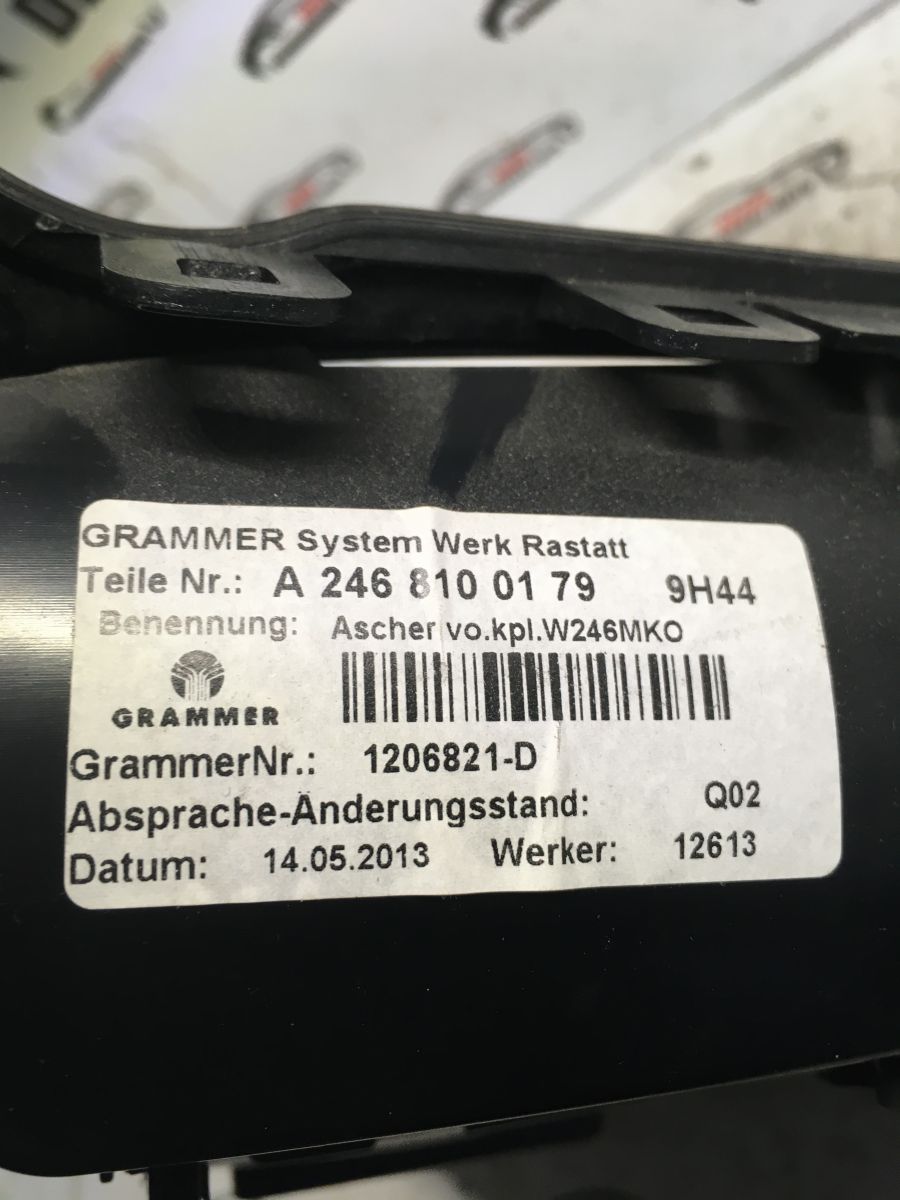 GRAMMER System Werk Rastatt
Teile Nr.: A 246 810 01 79 9H44
Benennung: Ascher vo.kpl.W246MKO
GRAMMER
GrammerNr.: 1206821-D
Absprache-Änderungsstand: Q02
Datum: 14.05.2013 Werker: 12613